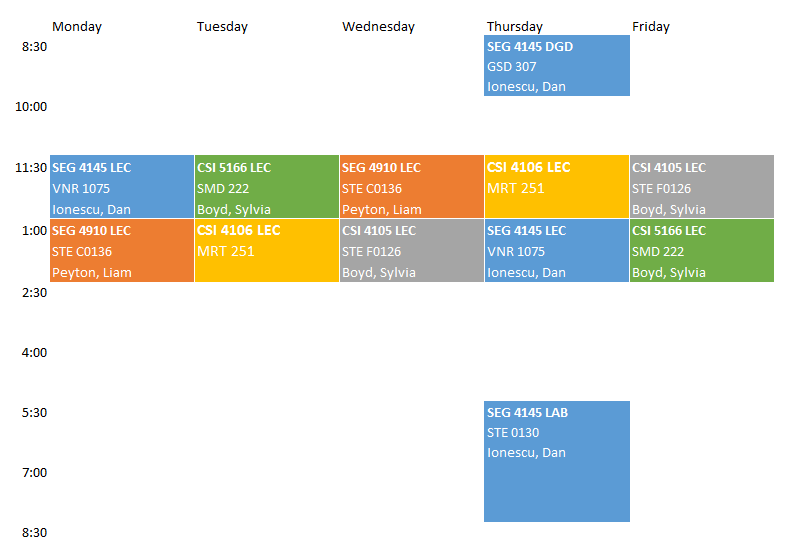 Monday Tuesday Wednesday Thursday Friday
8:30 SEG 4145 DGD
GSD 307
Ionescu, Dan
10:00
11:30 SEG 4145 LEC CSI 5166 LEC SEG 4910 LEC CSI 4106 LEC CSI 4105 LEC
VNR 1075 SMD 222 STE C0136 MRT 251 STE F0126
Ionescu, Dan Boyd, Sylvia Peyton, Liam Boyd, Sylvia
1:00 SEG 4910 LEC CSI 4106 LEC CSI 4105 LEC SEG 4145 LEC CSI 5166 LEC
STE C0136 MRT 251 STE F0126 VNR 1075 SMD 222
Peyton, Liam Boyd, Sylvia Ionescu, Dan Boyd, Sylvia
2:30
4:00
5:30 SEG 4145 LAB
STE 0130
Ionescu, Dan
7:00
8:30